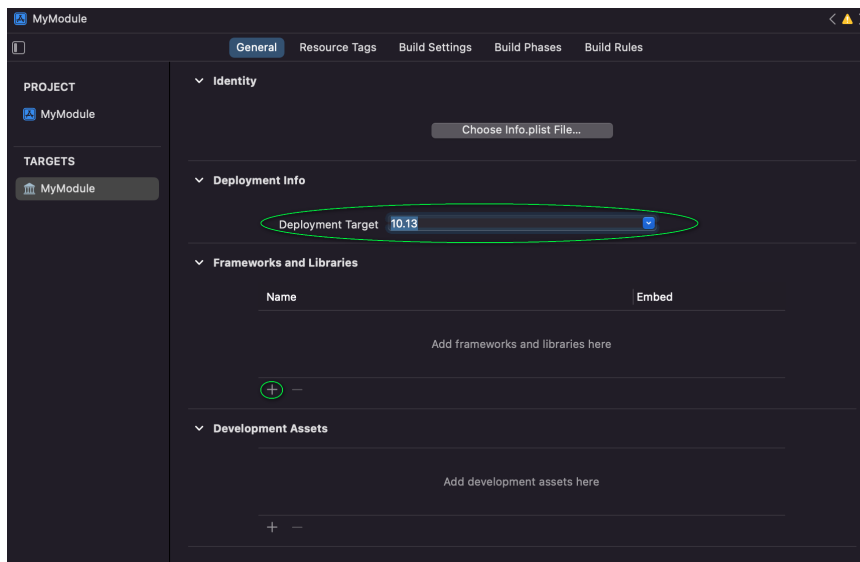 MyModule
General Resource Tags Build Settings Build Phases Build Rules
PROJECT
MyModule
TARGETS
MyModule
Identity
Choose Info.plist File...
Deployment Info
Deployment Target 10.13
Frameworks and Libraries
Name Embed
Add frameworks and libraries here
Development Assets
Add development assets here